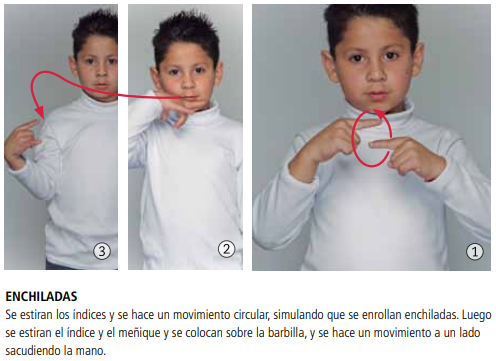 3
2
1
ENCHILADAS
Se estiran los índices y se hace un movimiento circular, simulando que se enrollan enchiladas. Luego
se estiran el índice y el meñique y se colocan sobre la barbilla, y se hace un movimiento a un lado
sacudiendo la mano.